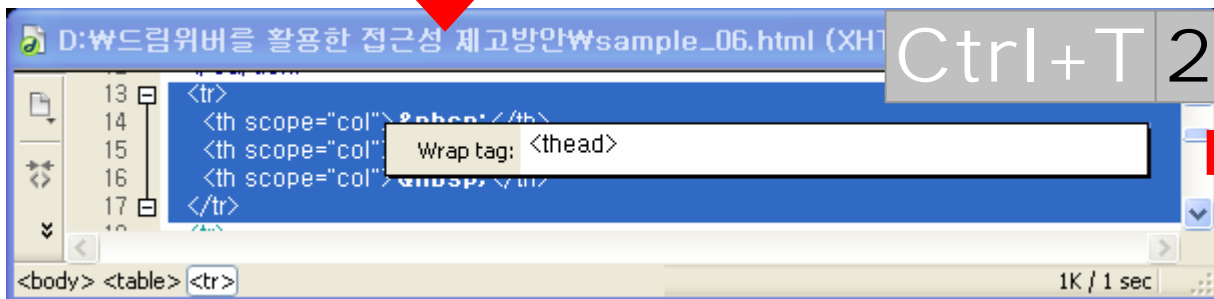 D:₩드림위버를 활용한 접근성 제고방안₩sample_06.html (XHT
Ctrl+T 2
13 <tr>
14 <th scope="col">&nbsp;</th>
15 <th scope="col"
16 <th scope="col">&nbsp;</th>
17 </tr>
Wrap tag: <thead>
<body> <table> <tr>
1K / 1 sec